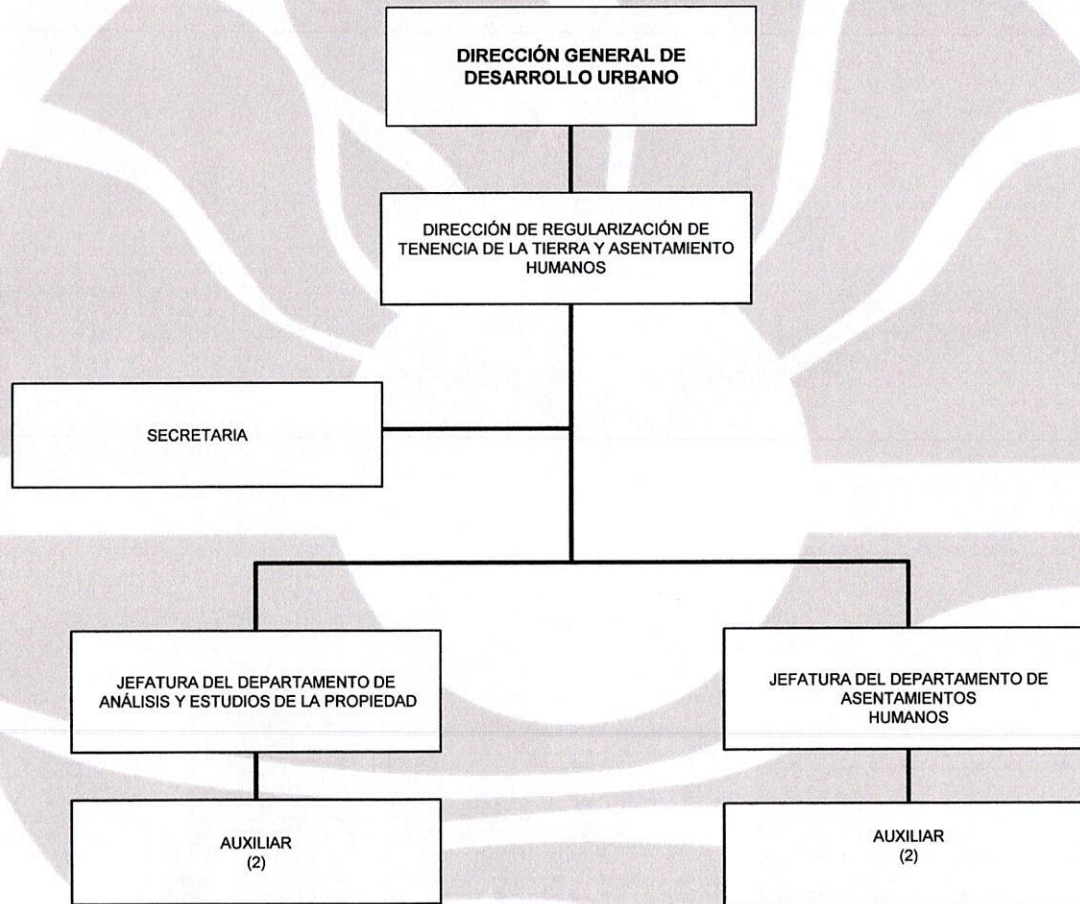 DIRECCIÓN GENERAL DE
DESARROLLO URBANO
DIRECCIÓN DE REGULARIZACIÓN DE
TENENCIA DE LA TIERRA Y ASENTAMIENTO
HUMANOS
SECRETARIA
JEFATURA DEL DEPARTAMENTO DE
ANÁLISIS Y ESTUDIOS DE LA PROPIEDAD
JEFATURA DEL DEPARTAMENTO DE
ASENTAMIENTOS
HUMANOS
AUXILIAR
(2)
AUXILIAR
(2)